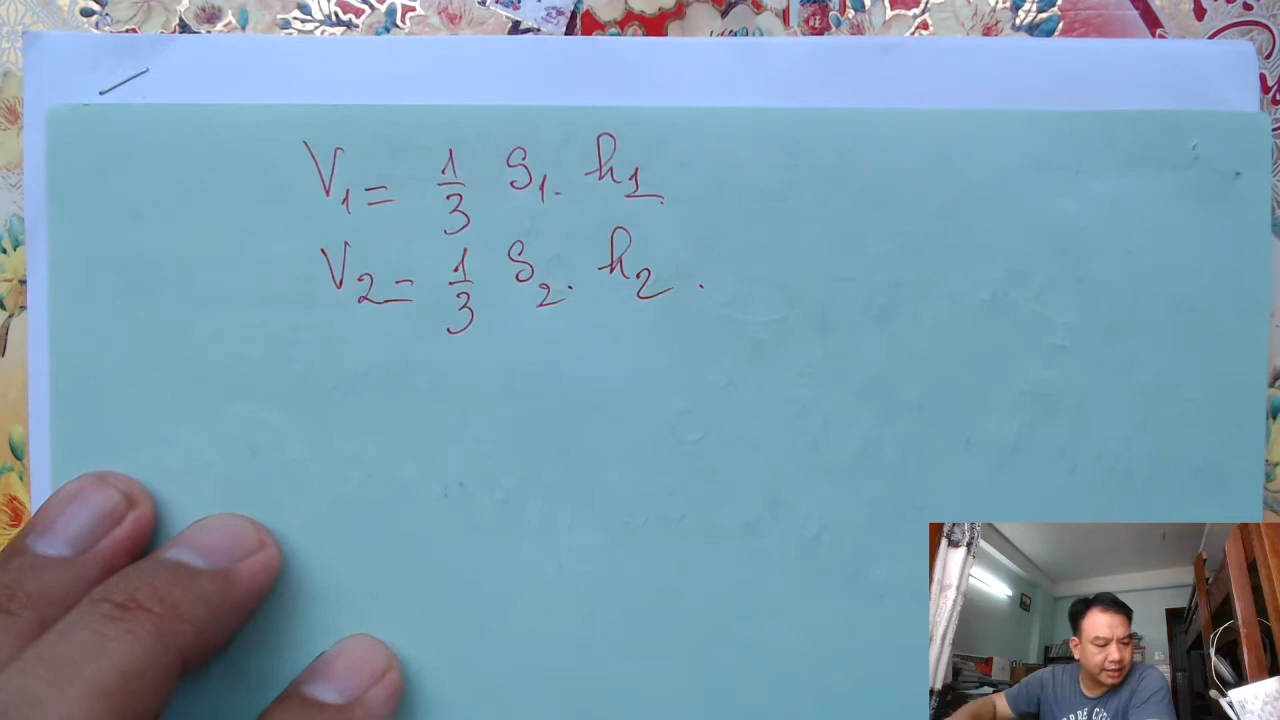 V₁ = 1/3 S₁. h₁.
V₂ = 1/3 S₂. h₂.